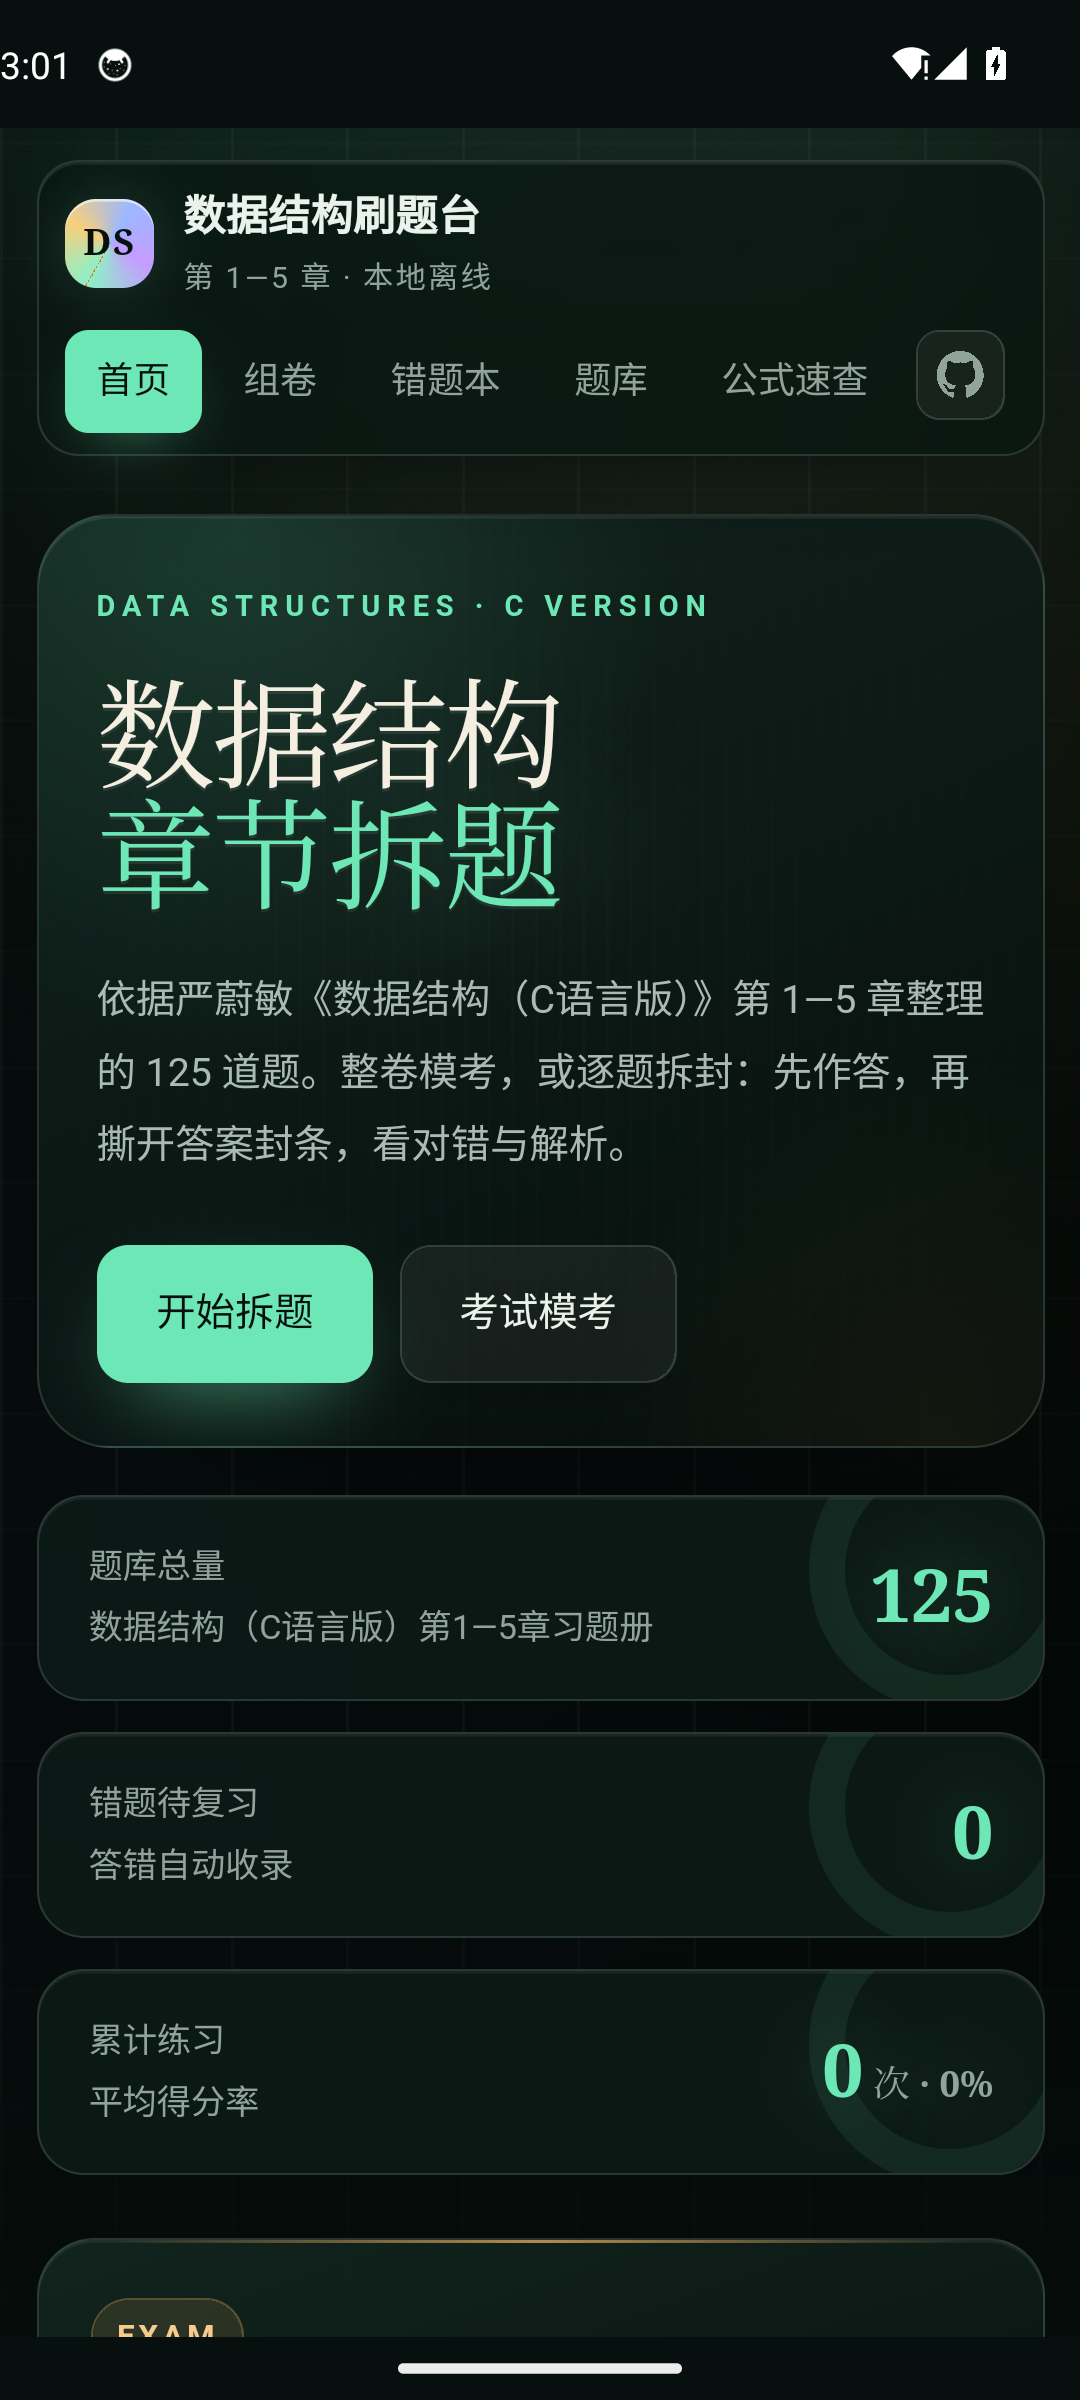 3:01
DS
数据结构刷题台
第 1—5 章 · 本地离线
首页 组卷 错题本 题库 公式速查
DATA STRUCTURES · C VERSION
数据结构
章节拆题
依据严蔚敏《数据结构（C语言版）》第 1—5 章整理
的 125 道题。整卷模考，或逐题拆封：先作答，再
撕开答案封条，看对错与解析。
开始拆题 考试模考
题库总量
数据结构（C语言版）第1—5章习题册
125
错题待复习
答错自动收录
0
累计练习
平均得分率
0 次 · 0%
EXAM